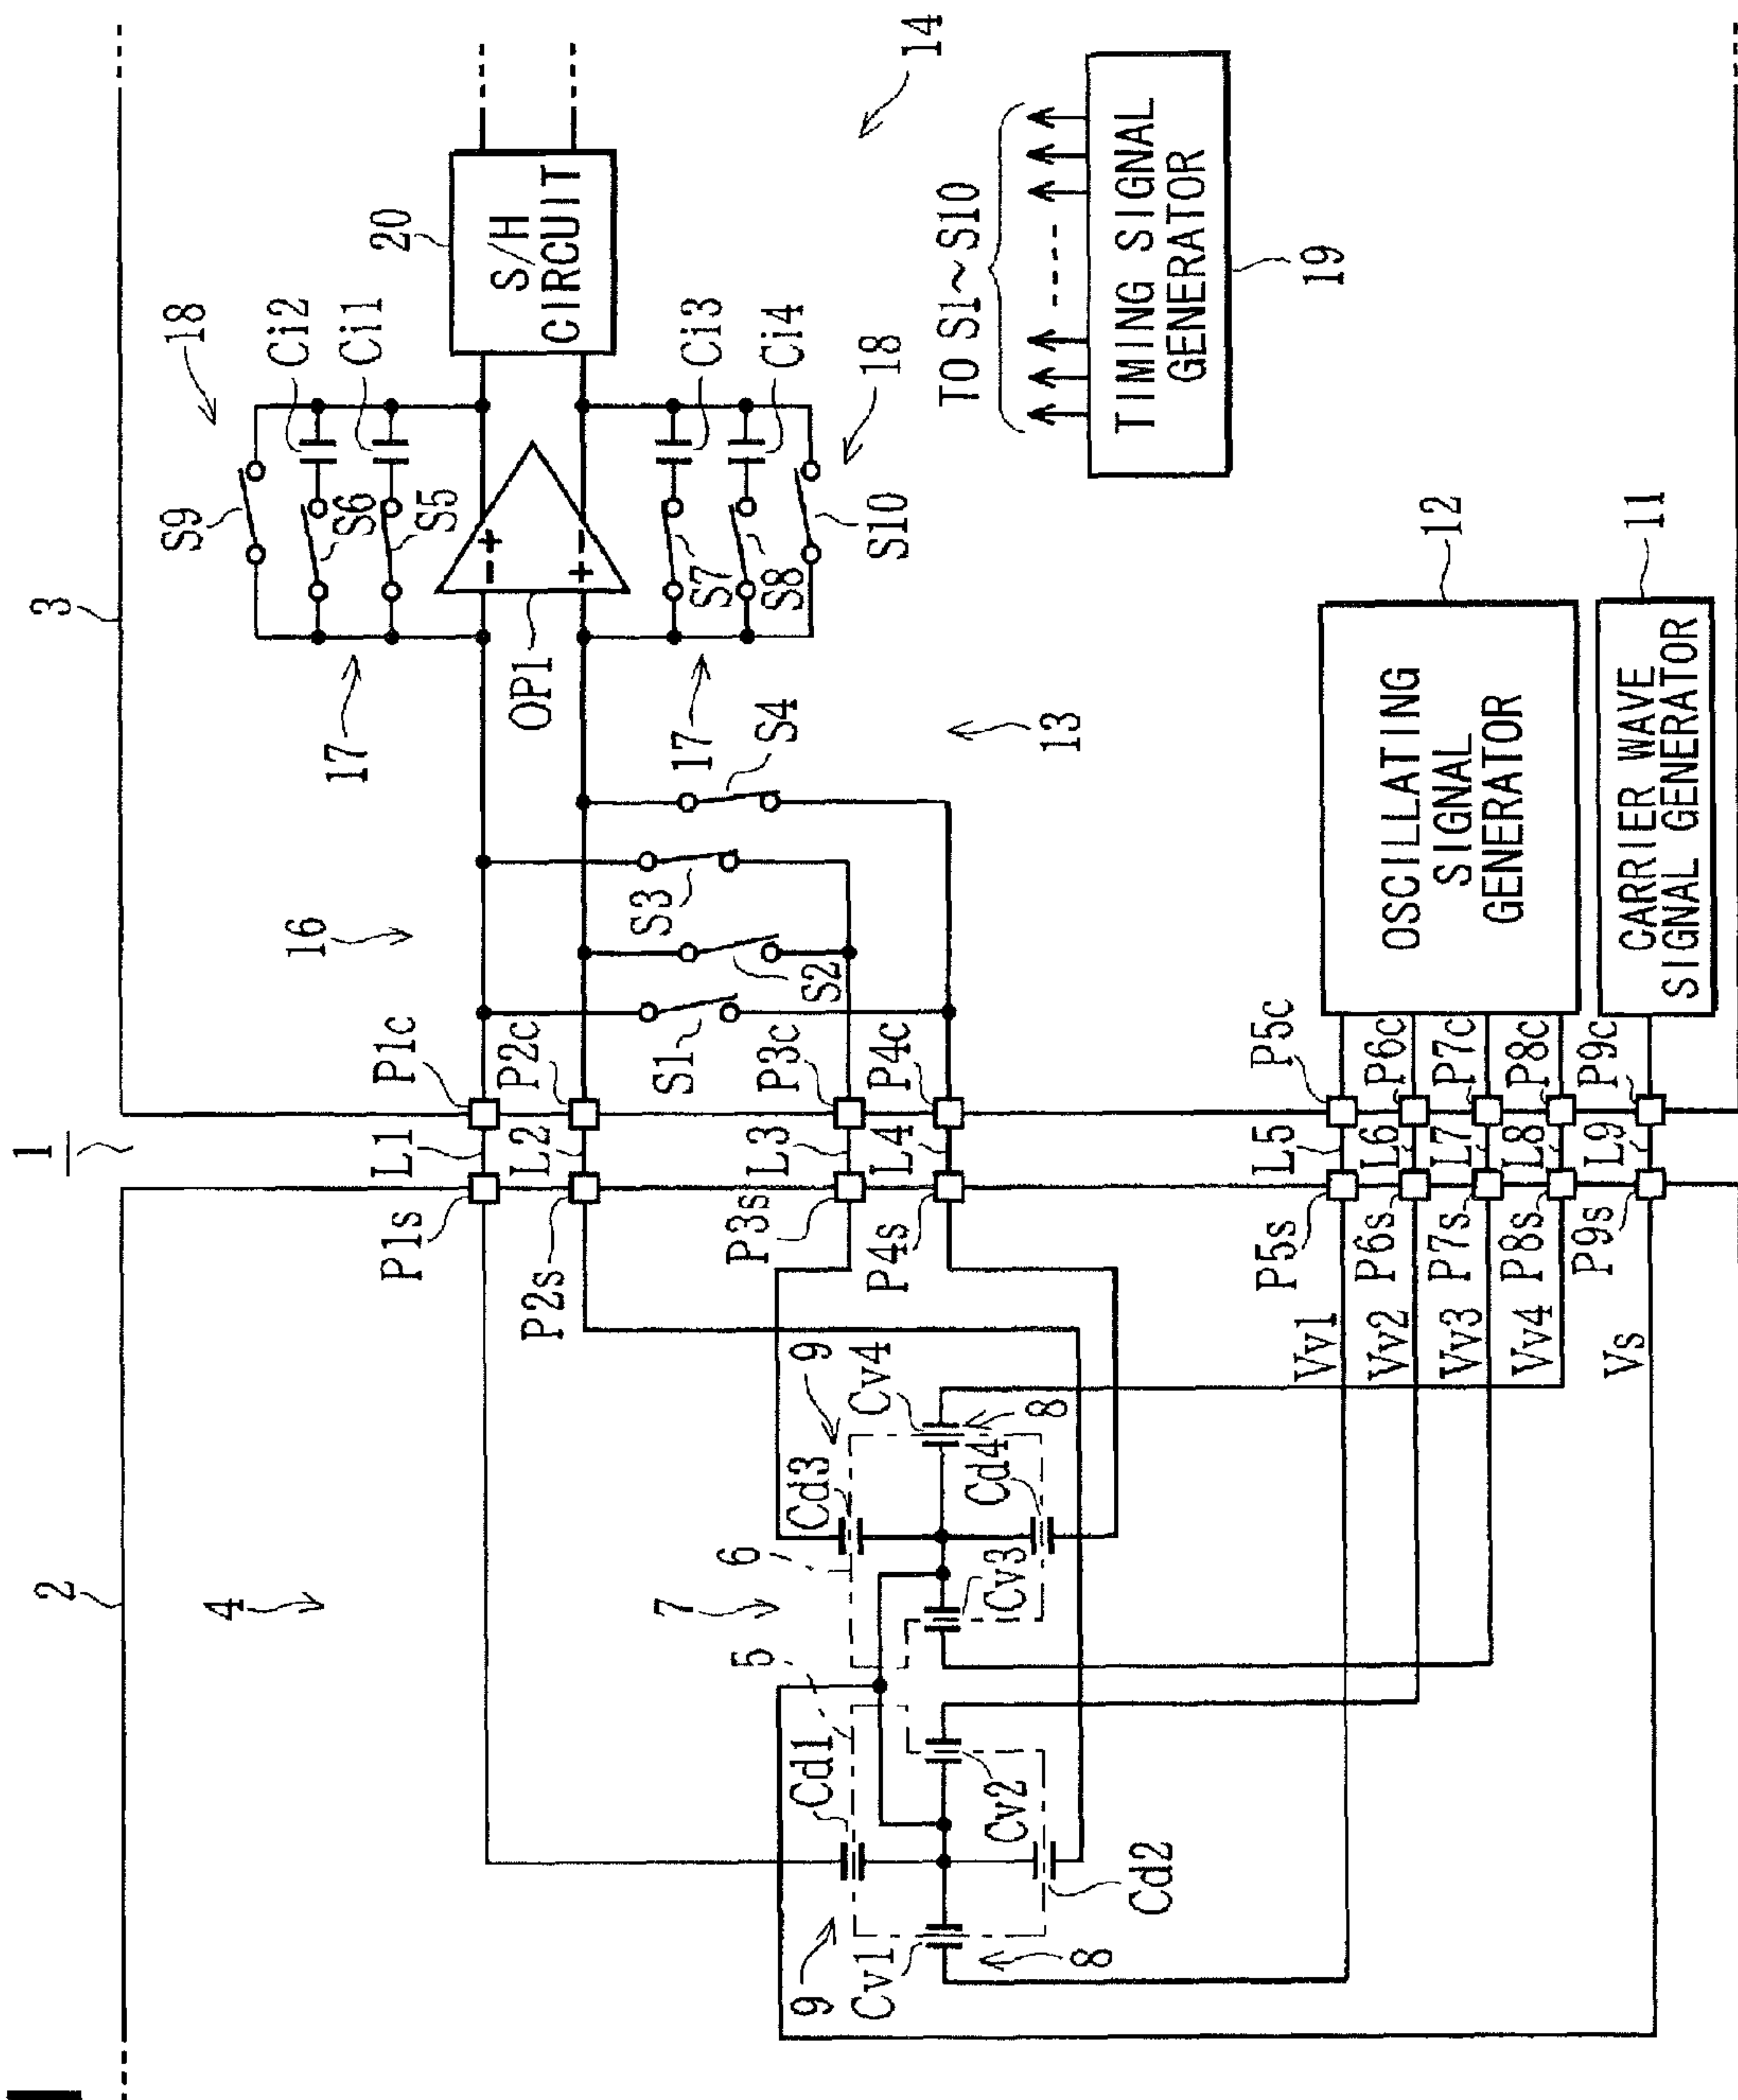 1
2
3
4
L1
L2
L3
L4
P1s
P1c
P2s
P2c
P3s
P3c
P4s
P4c
16
S1
S2
S3
S4
13
17
17
OP1
18
18
S9
S6
S5
Ci2
Ci1
S7
S8
S10
Ci3
Ci4
- +
+ -
20
S/H
CIRCUIT
14
TO S1~S10
TIMING SIGNAL
GENERATOR
19
9
Cd1
5
7
6
Cd3
9
Cv4
8
Cd4
Cv3
Cv1
8
Cv2
Cd2
Vv1
Vv2
Vv3
Vv4
Vs
P5s
P6s
P7s
P8s
P9s
L5
L6
L7
L8
L9
P5c
P6c
P7c
P8c
P9c
OSCILLATING
SIGNAL
GENERATOR
12
CARRIER WAVE
SIGNAL GENERATOR
11